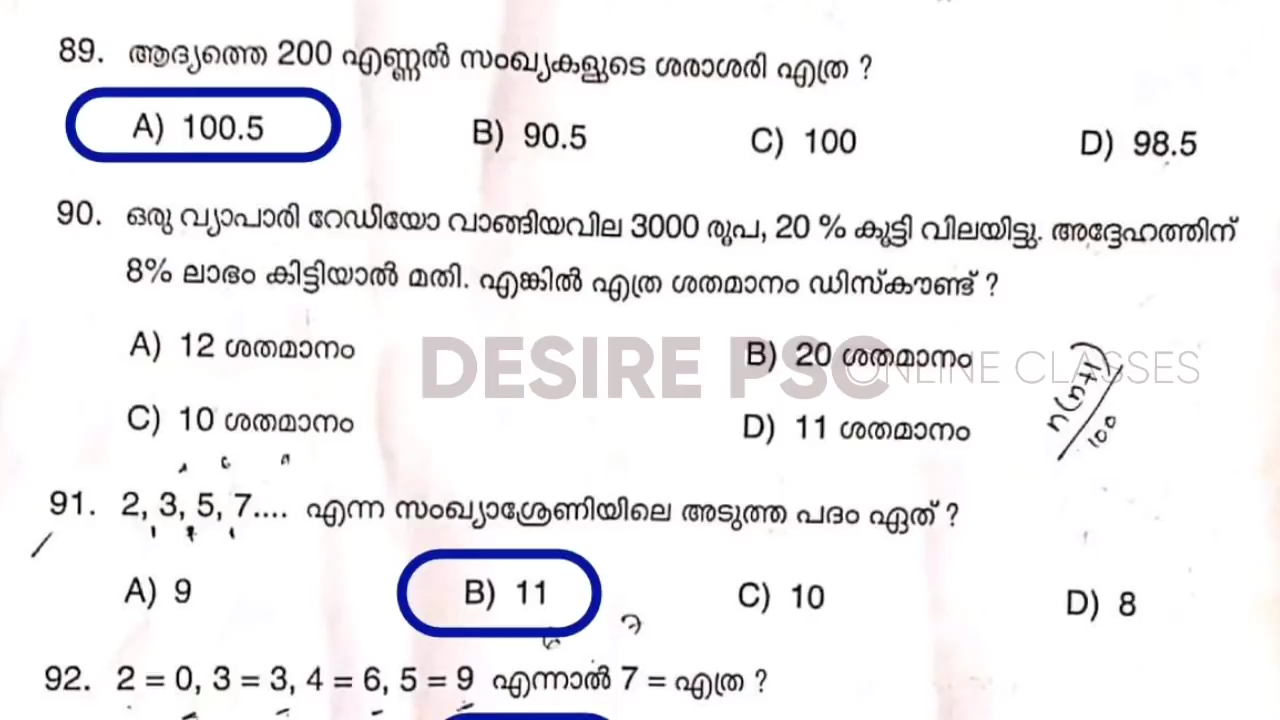 89. ആദ്യത്തെ 200 എണ്ണൽ സംഖ്യകളുടെ ശരാശരി എത്ര ?
A) 100.5 B) 90.5 C) 100 D) 98.5
90. ഒരു വ്യാപാരി റേഡിയോ വാങ്ങിയവില 3000 രൂപ, 20 % കൂട്ടി വിലയിട്ടു. അദ്ദേഹത്തിന്
8% ലാഭം കിട്ടിയാൽ മതി. എങ്കിൽ എത്ര ശതമാനം ഡിസ്കൗണ്ട് ?
A) 12 ശതമാനം B) 20 ശതമാനം
DESIRE PSC ONLINE CLASSES
C) 10 ശതമാനം D) 11 ശതമാനം
n(n+1)
100
91. 2, 3, 5, 7.... എന്ന സംഖ്യാശ്രേണിയിലെ അടുത്ത പദം ഏത് ?
A) 9 B) 11 C) 10 D) 8
92. 2 = 0, 3 = 3, 4 = 6, 5 = 9 എന്നാൽ 7 = എത്ര ?